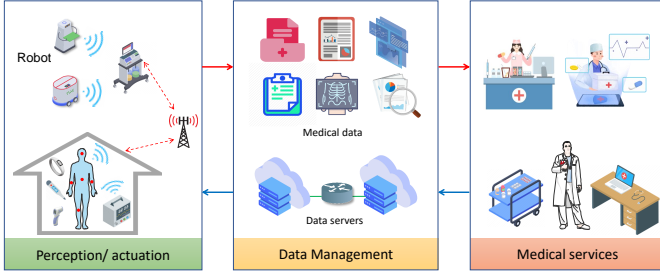 Robot
Medical data
Data servers
Perception/ actuation
Data Management
Medical services